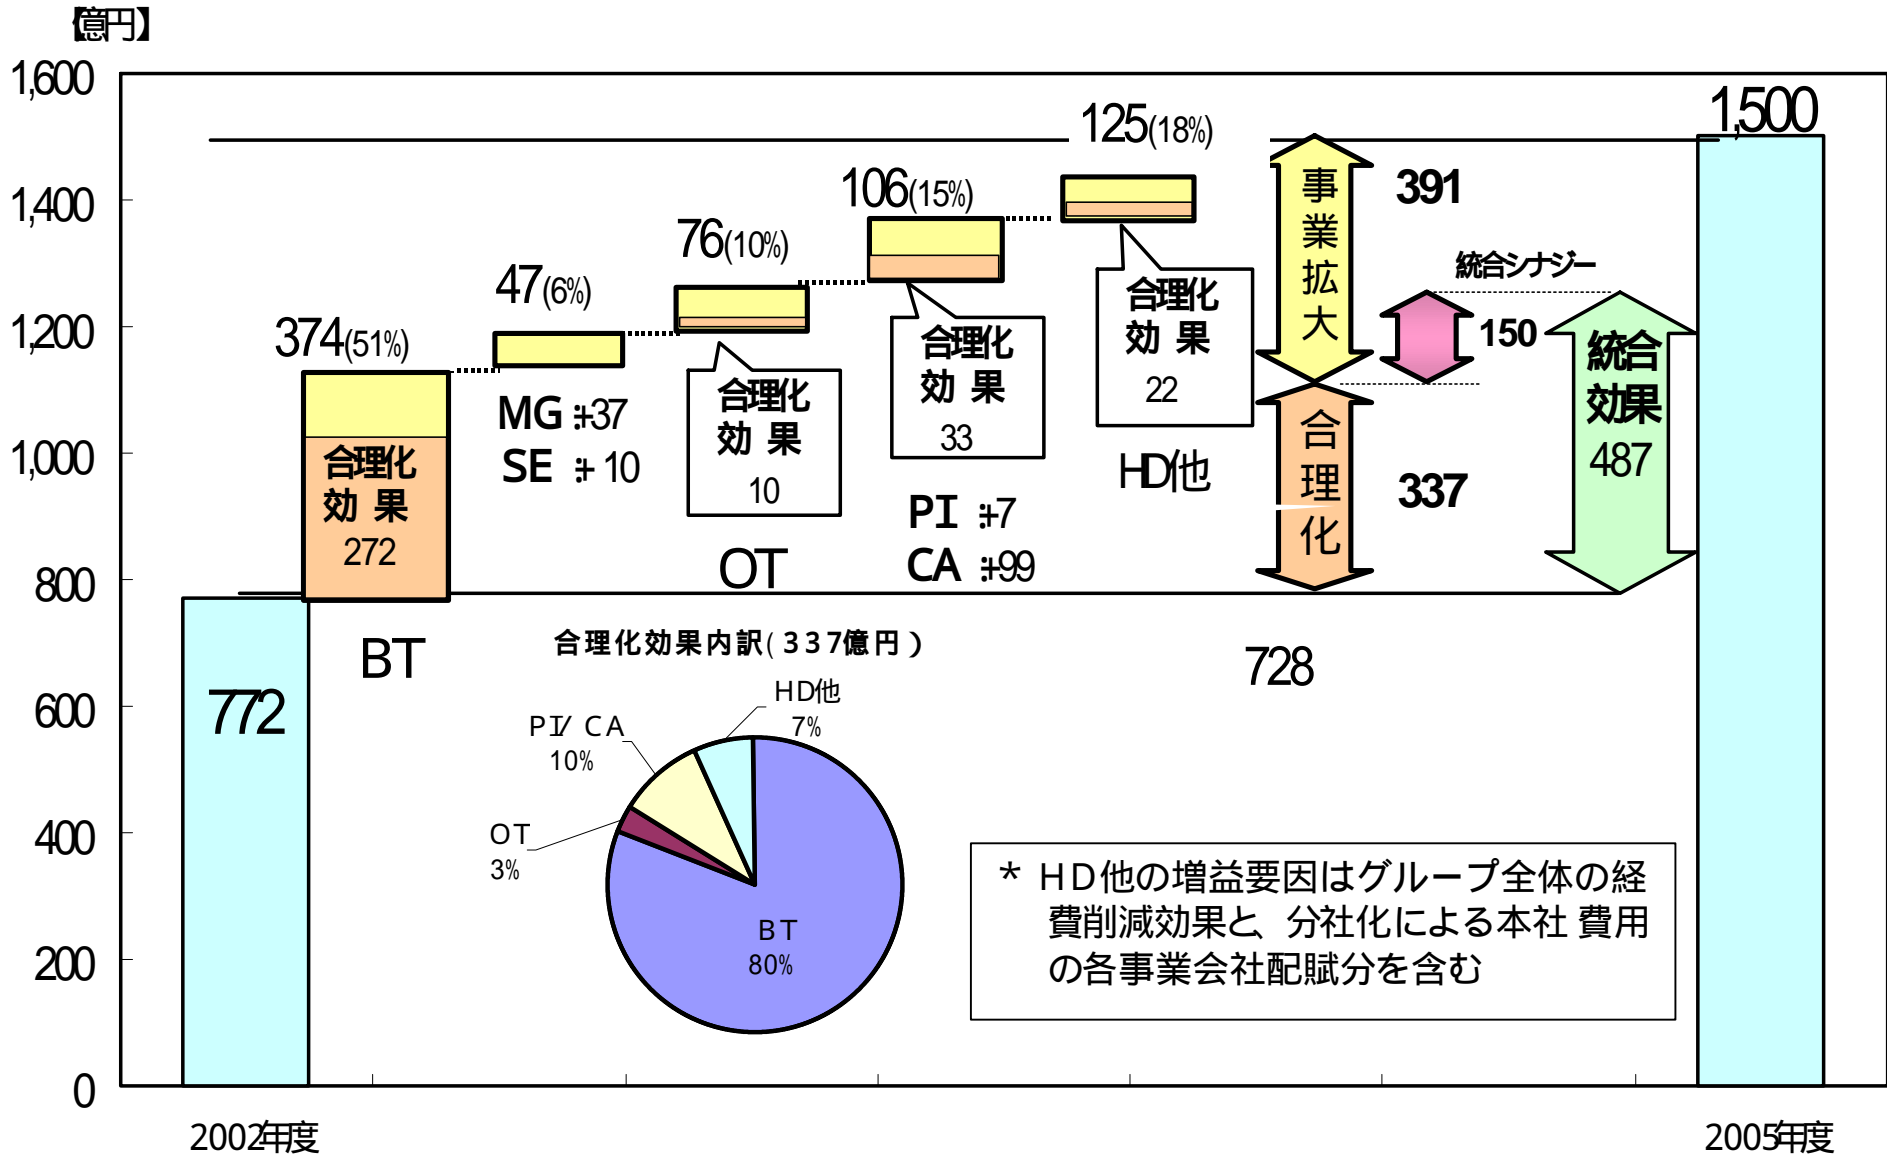 【億円】
1,600
1,400
1,200
1,000
800
600
400
200
0
2002年度
2005年度
772
1,500
374(51%)
合理化
効 果
272
BT
47(6%)
MG :+37
SE :+ 10
76(10%)
合理化
効 果
10
OT
106(15%)
合理化
効 果
33
PI :+7
CA :+99
125(18%)
合理化
効 果
22
HD他
事業拡大
391
合理化
337
統合シナジー
150
統合
効果
487
728
合理化効果内訳(337億円)
HD他
7%
PI/CA
10%
OT
3%
BT
80%
* HD他の増益要因はグループ全体の経
費削減効果と、分社化による本社 費用
の各事業会社配賦分を含む